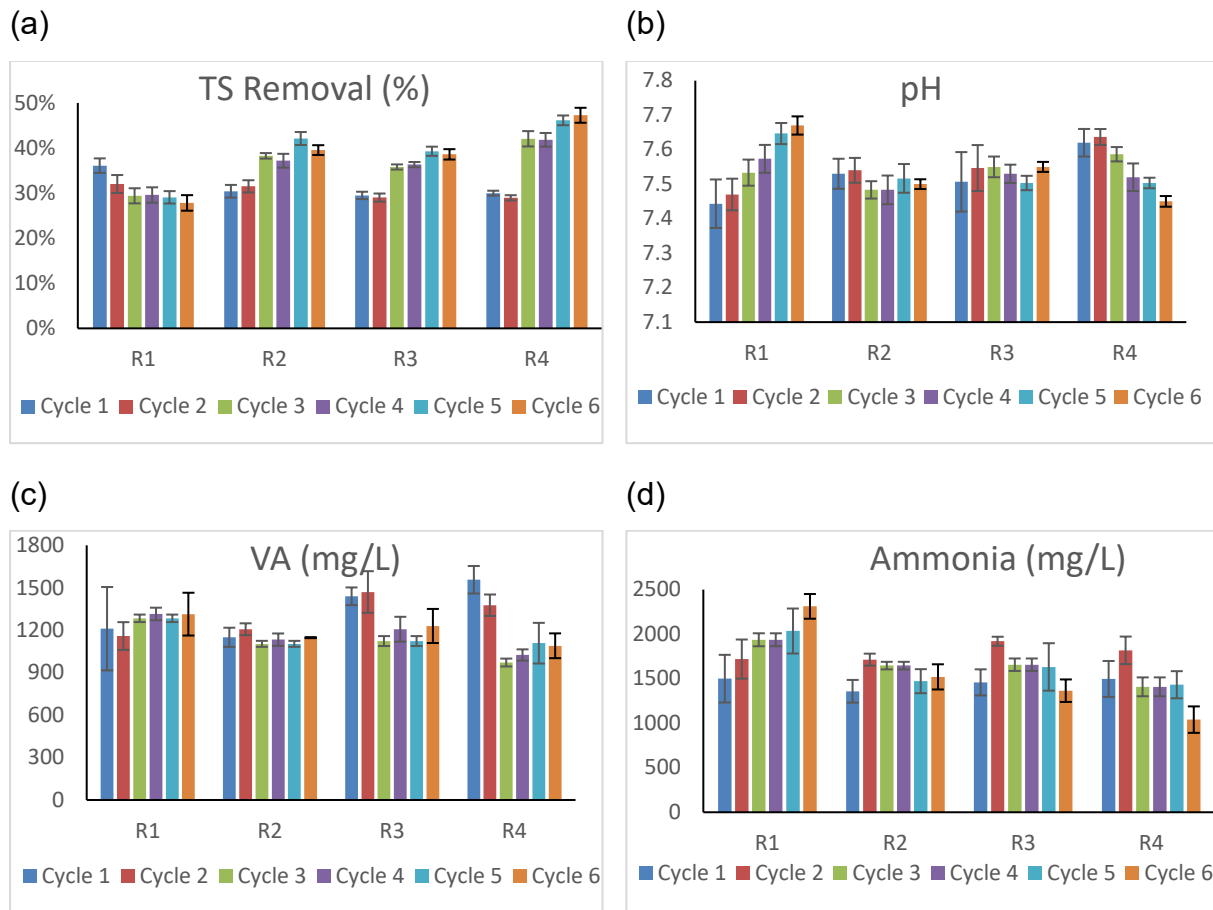 (a)
TS Removal (%)
50%
40%
30%
20%
10%
0%
R1 R2 R3 R4
Cycle 1 Cycle 2 Cycle 3 Cycle 4 Cycle 5 Cycle 6
(b)
pH
7.8
7.7
7.6
7.5
7.4
7.3
7.2
7.1
R1 R2 R3 R4
Cycle 1 Cycle 2 Cycle 3 Cycle 4 Cycle 5 Cycle 6
(c)
VA (mg/L)
1800
1500
1200
900
600
300
0
R1 R2 R3 R4
Cycle 1 Cycle 2 Cycle 3 Cycle 4 Cycle 5 Cycle 6
(d)
Ammonia (mg/L)
2500
2000
1500
1000
500
0
R1 R2 R3 R4
Cycle 1 Cycle 2 Cycle 3 Cycle 4 Cycle 5 Cycle 6